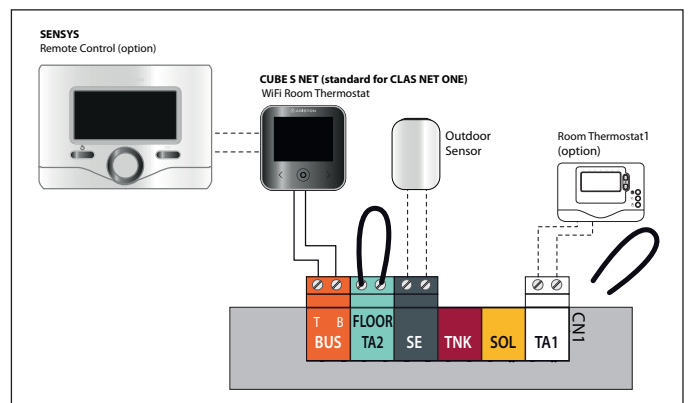 SENSYS
Remote Control (option)
CUBE S NET (standard for CLAS NET ONE)
WiFi Room Thermostat
ARISTON
Outdoor
Sensor
Room Thermostat1
(option)
T B
BUS
FLOOR
TA2
SE
TNK
SOL
TA1
CN1